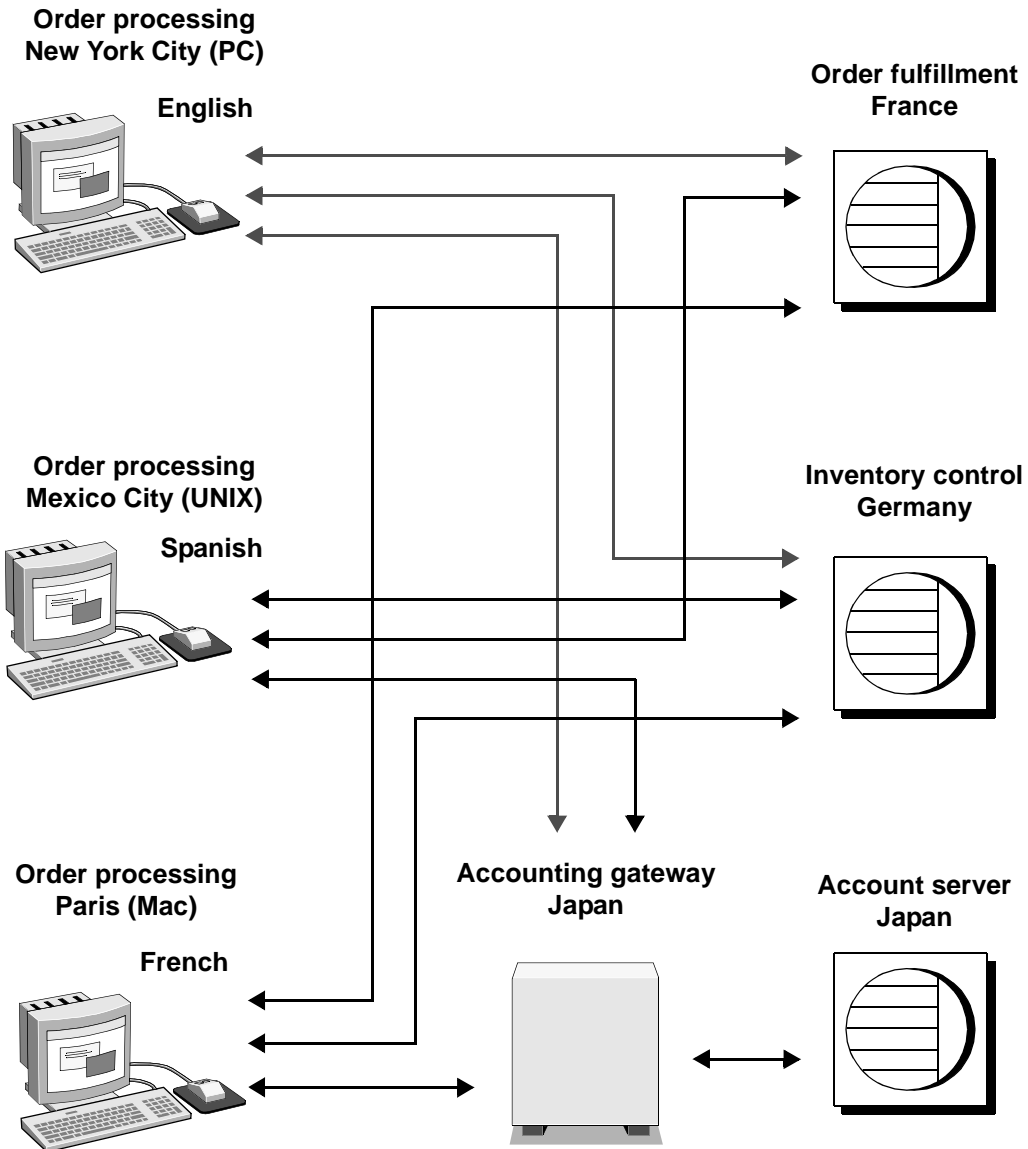 Order processing
New York City (PC)
English
Order fulfillment
France
Order processing
Mexico City (UNIX)
Spanish
Inventory control
Germany
Order processing
Paris (Mac)
French
Accounting gateway
Japan
Account server
Japan